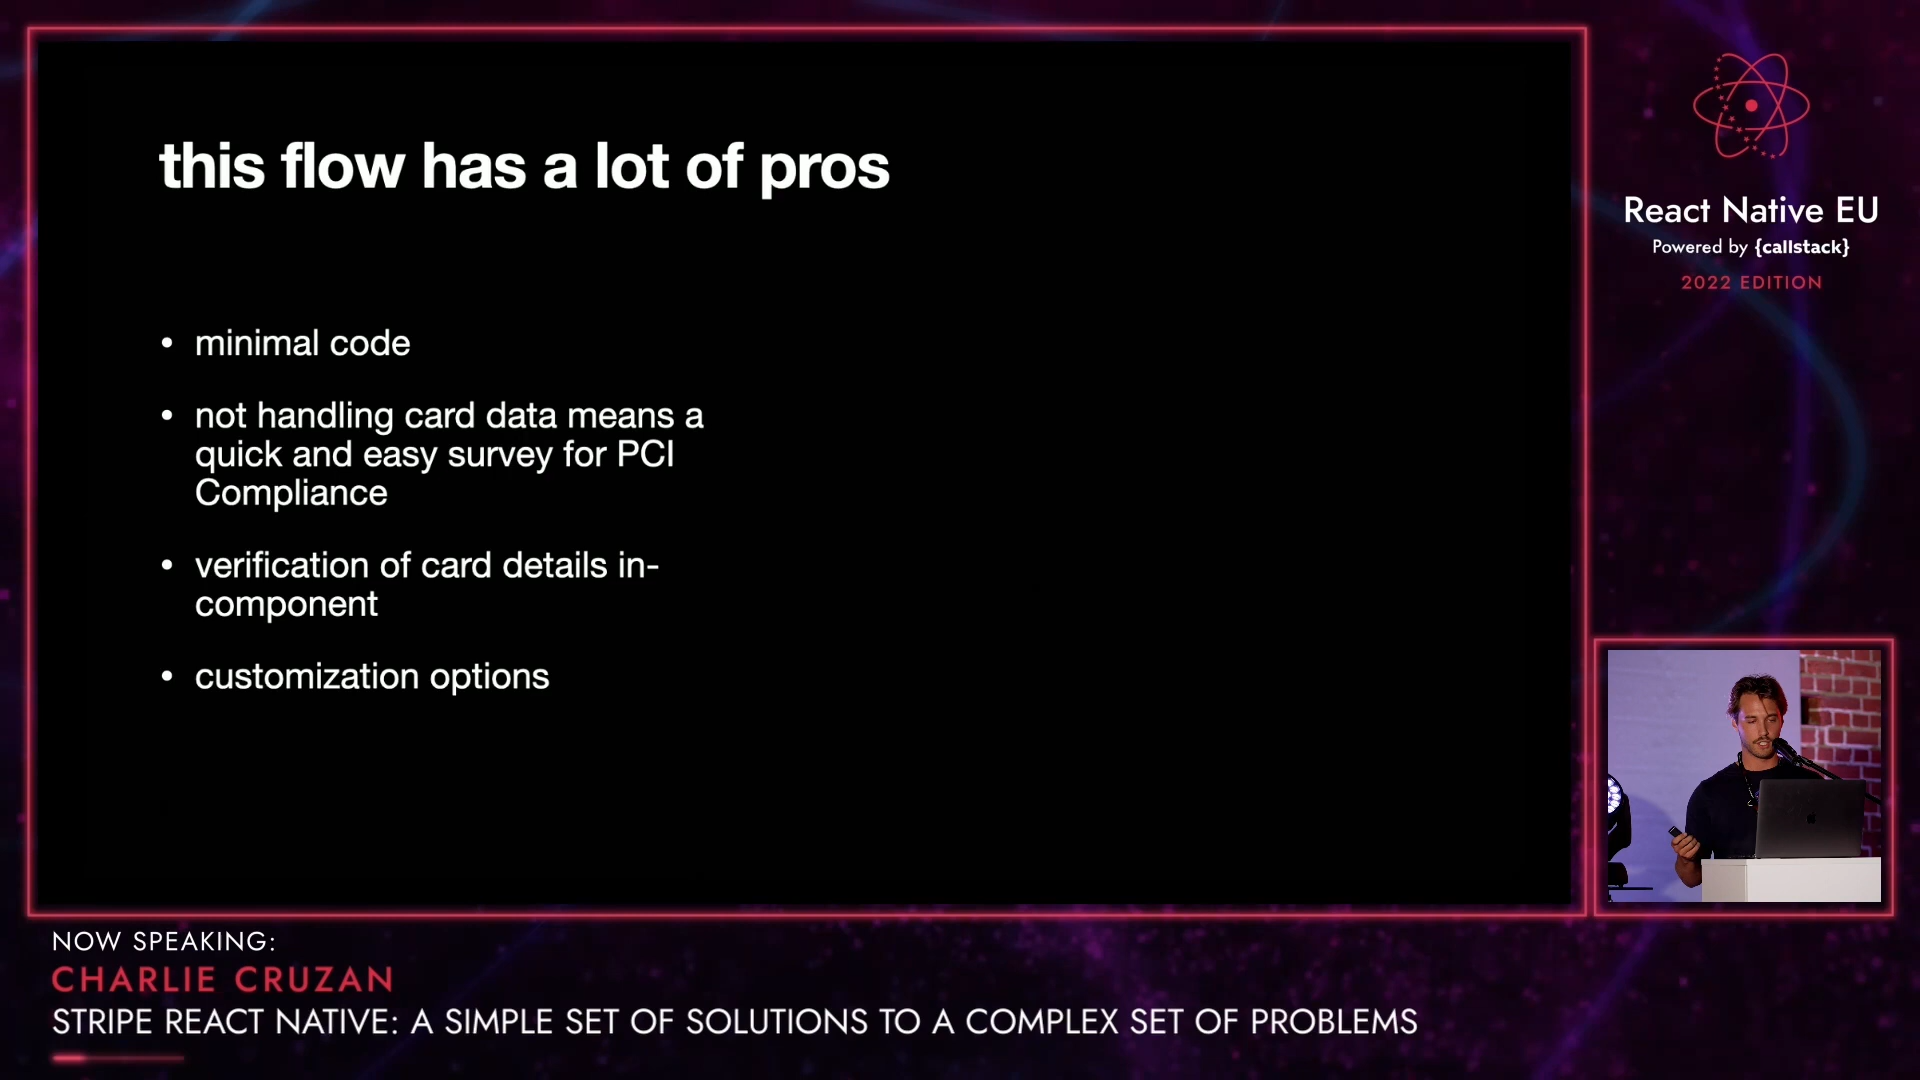 this flow has a lot of pros
• minimal code
• not handling card data means a
quick and easy survey for PCI
Compliance
• verification of card details in-
component
• customization options
React Native EU
Powered by {callstack}
2022 EDITION
NOW SPEAKING:
CHARLIE CRUZAN
STRIPE REACT NATIVE: A SIMPLE SET OF SOLUTIONS TO A COMPLEX SET OF PROBLEMS